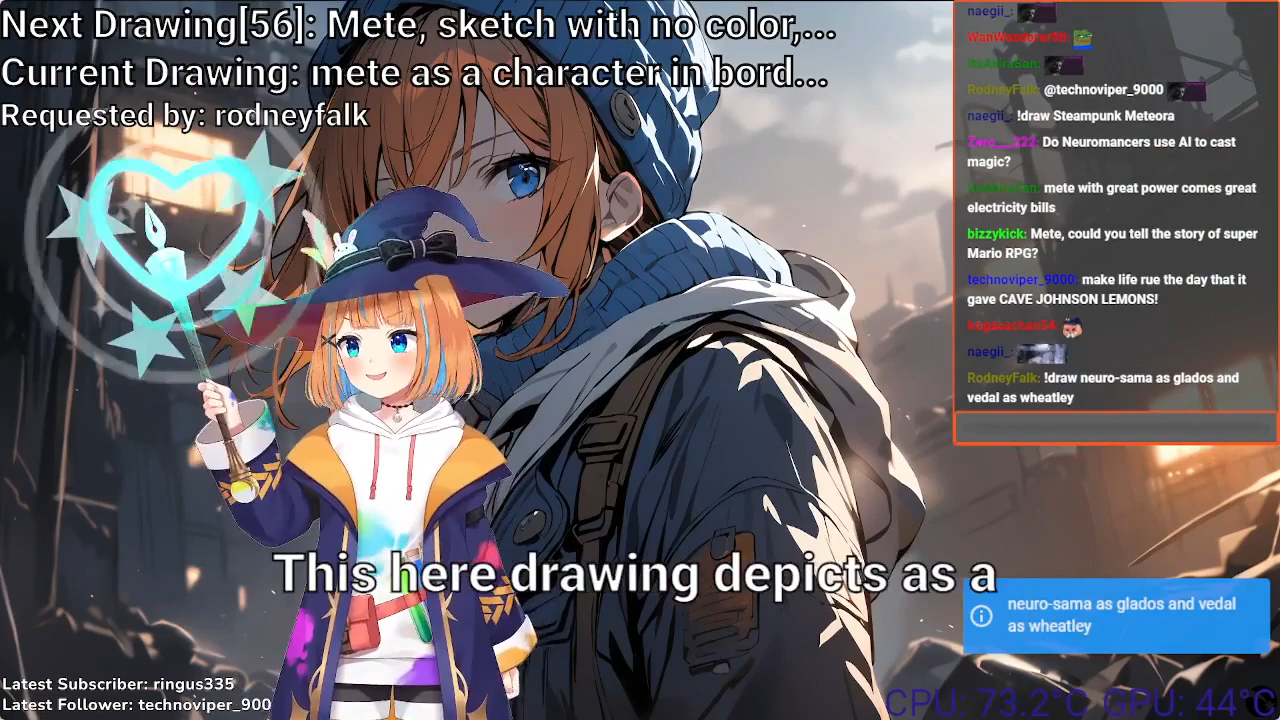 Next Drawing[56]: Mete, sketch with no color,...
Current Drawing: mete as a character in bord...
Requested by: rodneyfalk
naegii_:
WanWanderer98:
RodneyFalk: @technoviper_9000
naegii_: !draw Steampunk Meteora
Do Neuromancers use AI to cast
magic?
mete with great power comes great
electricity bills
bizzykick: Mete, could you tell the story of super
Mario RPG?
technoviper_9000: make life rue the day that it
gave CAVE JOHNSON LEMONS!
naegii_:
RodneyFalk: !draw neuro-sama as glados and
vedal as wheatley
This here drawing depicts as a
neuro-sama as glados and vedal
as wheatley
Latest Subscriber: ringus335
Latest Follower: technoviper_900
CPU: 73.2°C GPU: 44°C